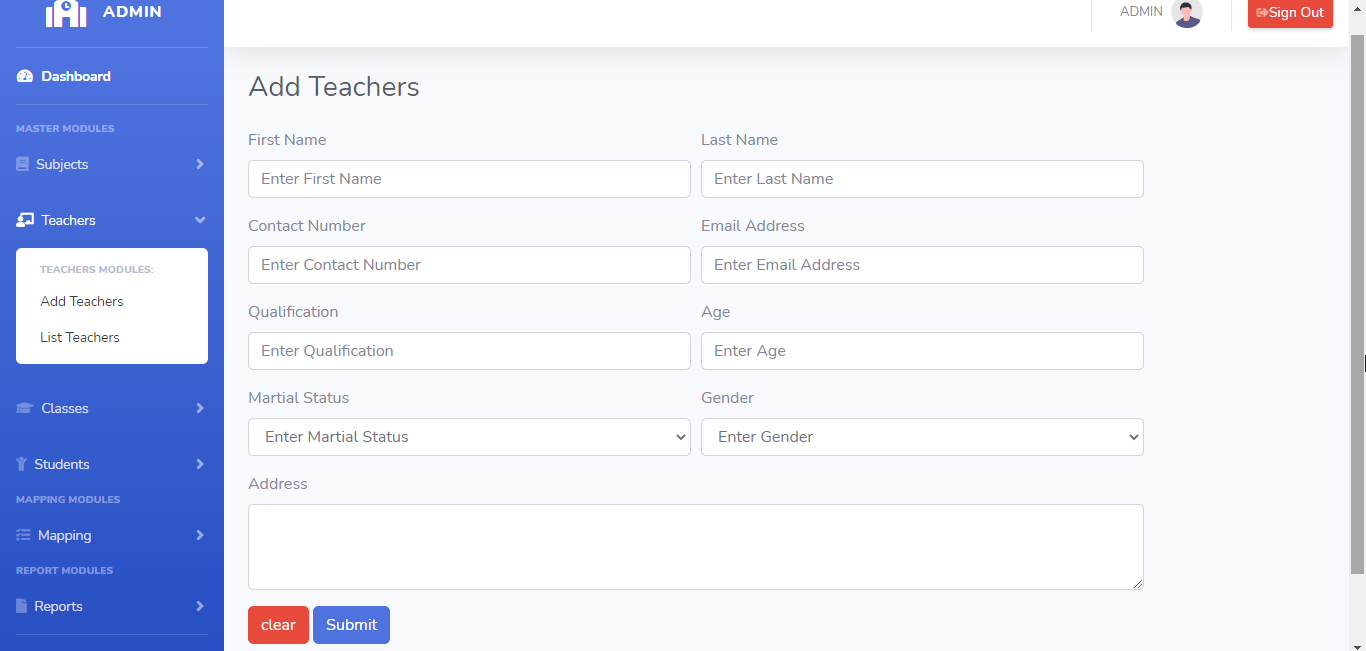 ADMIN
ADMIN
Sign Out
Dashboard
MASTER MODULES
Subjects
Teachers
TEACHERS MODULES:
Add Teachers
List Teachers
Classes
Students
MAPPING MODULES
Mapping
REPORT MODULES
Reports
Add Teachers
First Name
Last Name
Enter First Name
Enter Last Name
Contact Number
Email Address
Enter Contact Number
Enter Email Address
Qualification
Age
Enter Qualification
Enter Age
Martial Status
Gender
Enter Martial Status
Enter Gender
Address
clear
Submit